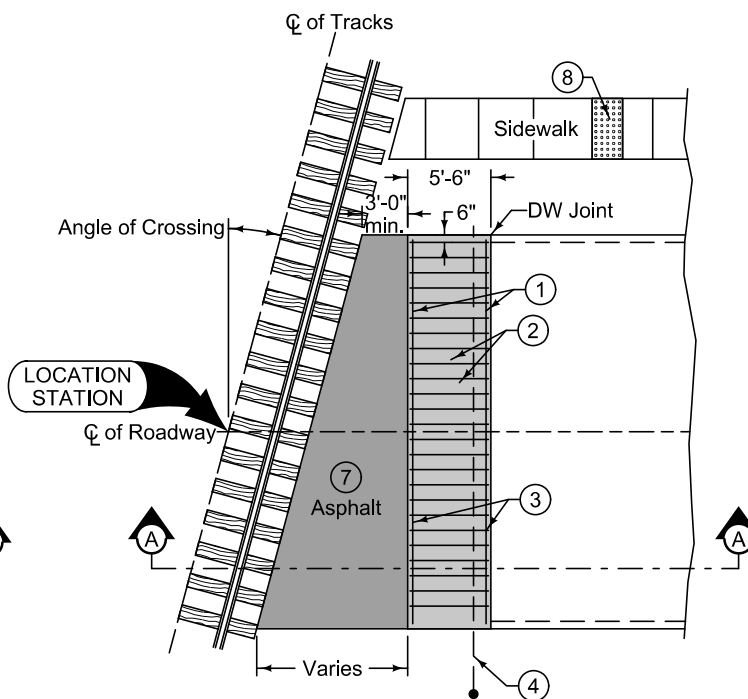 ℄ of Tracks
8
Sidewalk
5'-6"
3'-0"
min.
6"
DW Joint
Angle of Crossing
1
2
LOCATION
STATION
℄ of Roadway
7
Asphalt
3
A
A
Varies
4